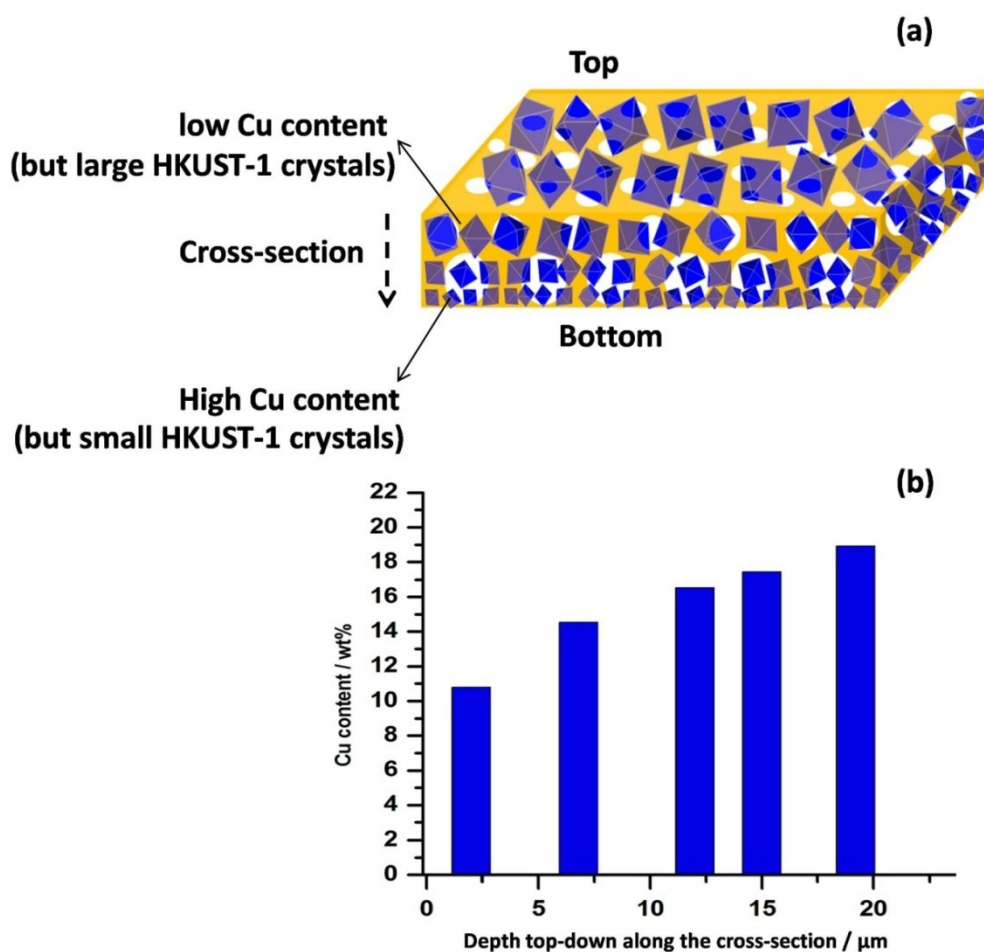 (a)
Top
low Cu content
(but large HKUST-1 crystals)
Cross-section
Bottom
High Cu content
(but small HKUST-1 crystals)
(b)
22
20
18
16
14
12
10
8
6
4
2
0
Cu content / wt%
0 5 10 15 20
Depth top-down along the cross-section / µm